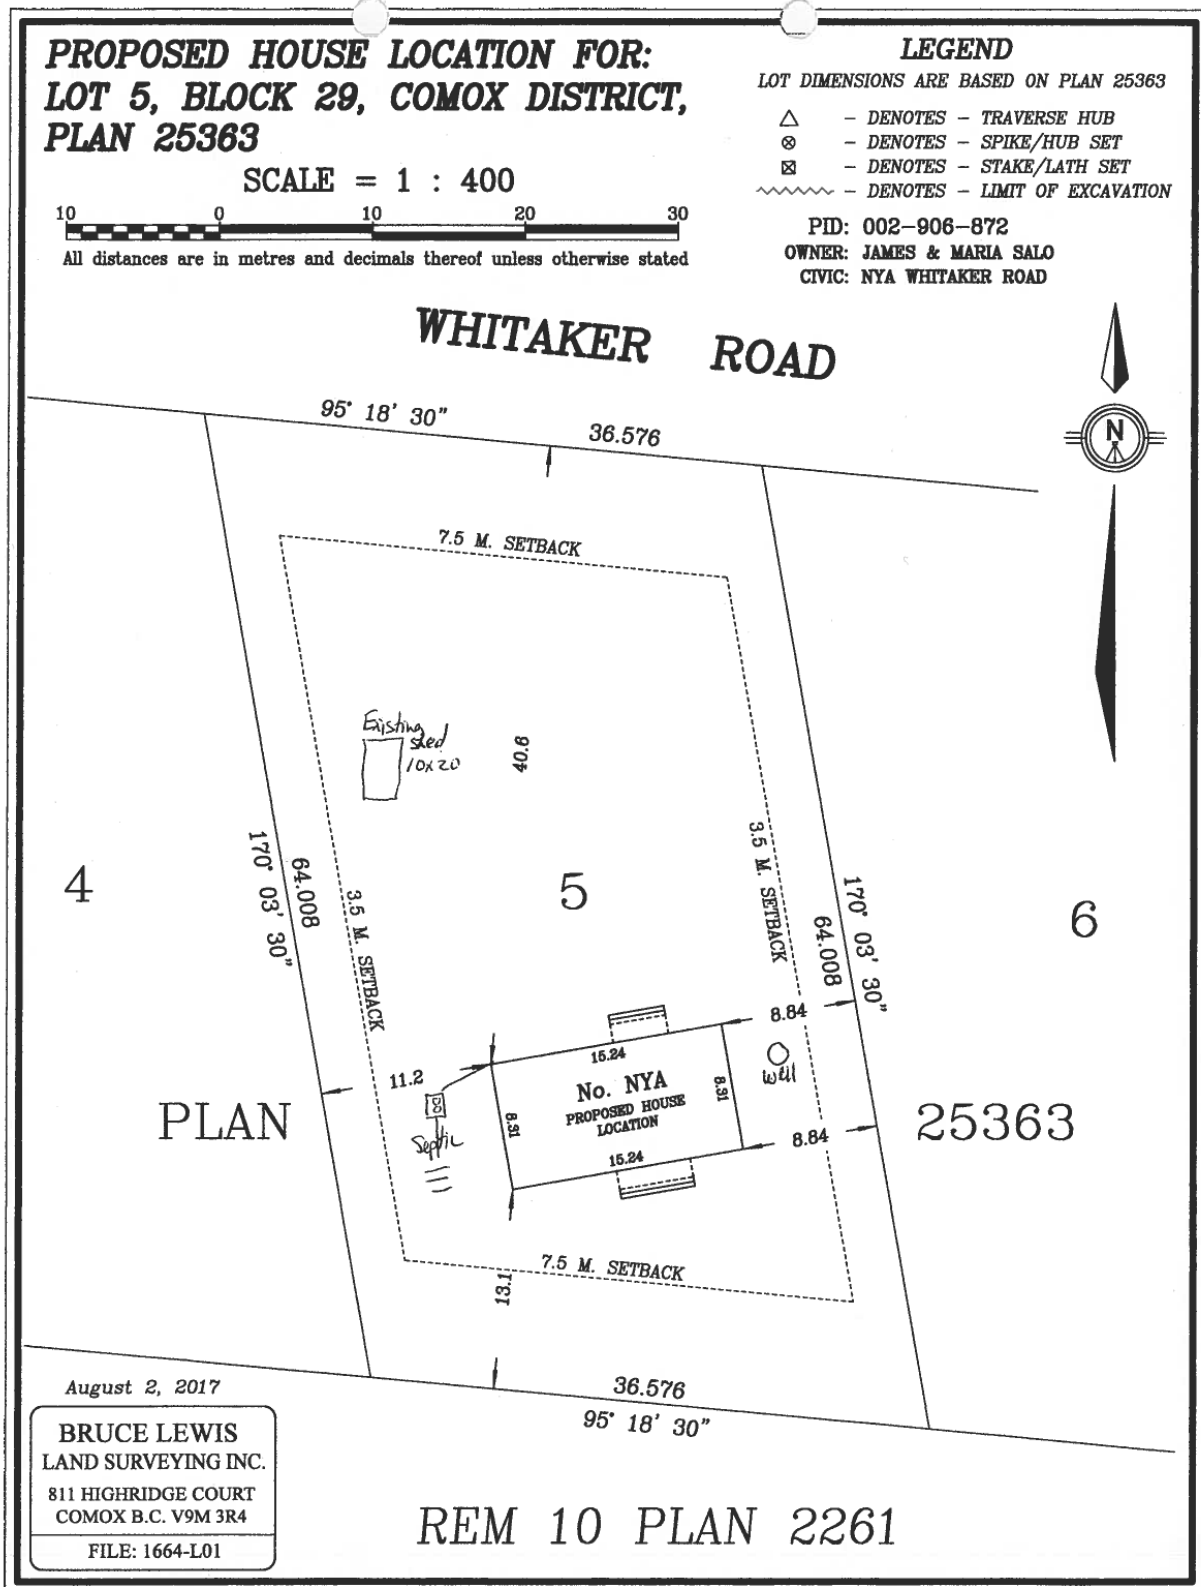 PROPOSED HOUSE LOCATION FOR:
LOT 5, BLOCK 29, COMOX DISTRICT,
PLAN 25363
SCALE = 1 : 400
10 0 10 20 30
All distances are in metres and decimals thereof unless otherwise stated
LEGEND
LOT DIMENSIONS ARE BASED ON PLAN 25363
– DENOTES – TRAVERSE HUB
– DENOTES – SPIKE/HUB SET
– DENOTES – STAKE/LATH SET
– DENOTES – LIMIT OF EXCAVATION
PID: 002–906–872
OWNER: JAMES & MARIA SALO
CIVIC: NYA WHITAKER ROAD
WHITAKER ROAD
95° 18' 30"
36.576
N
7.5 M. SETBACK
Existing
shed
10x20
40.6
170° 03' 30"
64.008
3.5 M. SETBACK
3.5 M. SETBACK
170° 03' 30"
64.008
4
5
6
8.84
15.24
11.2
No. NYA
PROPOSED HOUSE
LOCATION
8.31
8.31
well
PLAN
25363
Septic
8.84
15.24
7.5 M. SETBACK
13.1
36.576
95° 18' 30"
August 2, 2017
BRUCE LEWIS
LAND SURVEYING INC.
811 HIGHRIDGE COURT
COMOX B.C. V9M 3R4
FILE: 1664-L01
REM 10 PLAN 2261